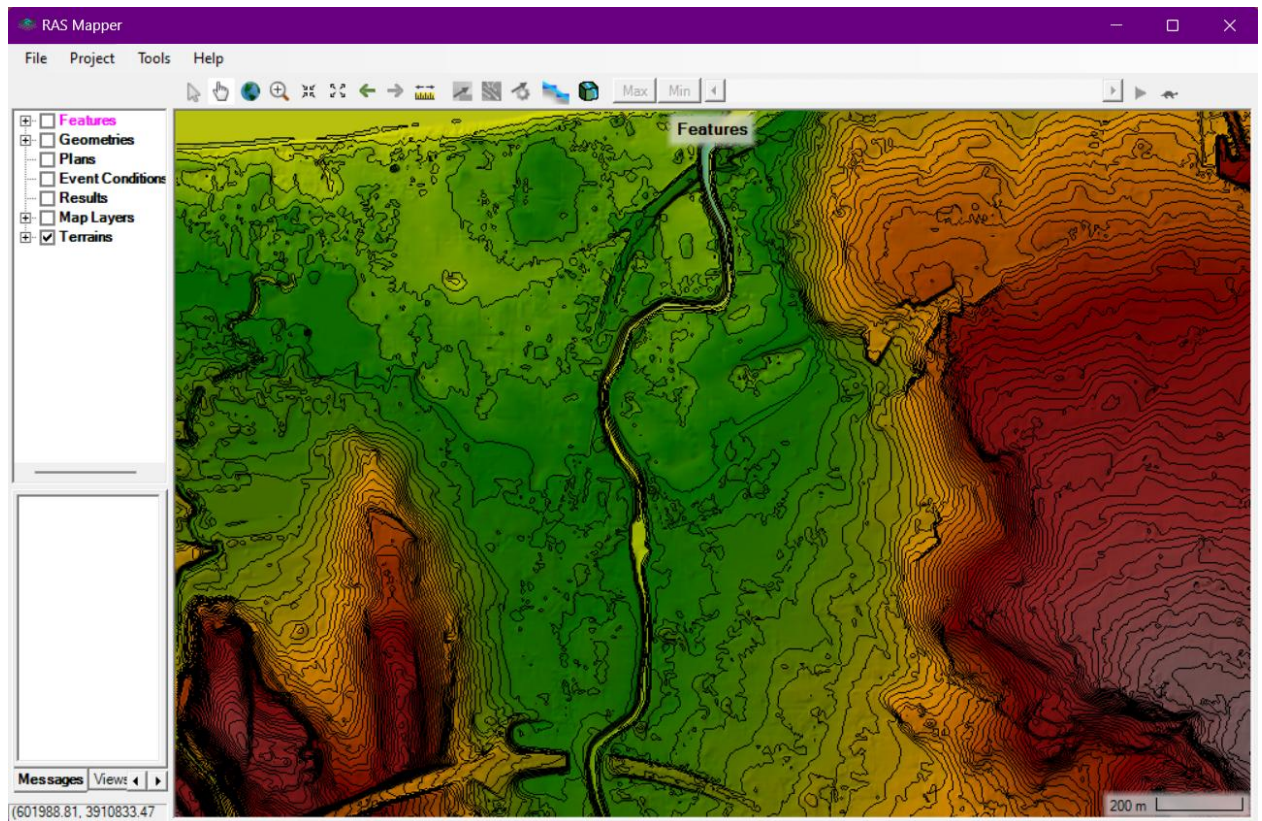 RAS Mapper
File Project Tools Help
Max Min
Features
Geometries
Plans
Event Conditions
Results
Map Layers
Terrains
Features
Messages Views
(601988.81, 3910833.47
200 m